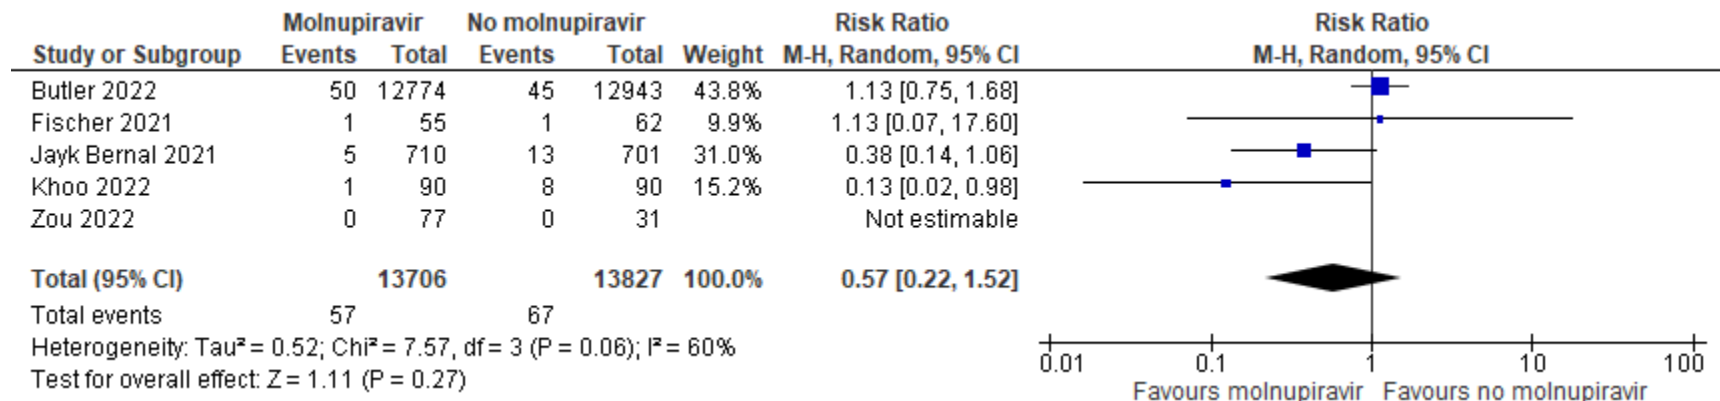 Molnupiravir No molnupiravir Risk Ratio Risk Ratio
Study or Subgroup Events Total Events Total Weight M-H, Random, 95% CI M-H, Random, 95% CI
Butler 2022 50 12774 45 12943 43.8% 1.13 [0.75, 1.68]
Fischer 2021 1 55 1 62 9.9% 1.13 [0.07, 17.60]
Jayk Bernal 2021 5 710 13 701 31.0% 0.38 [0.14, 1.06]
Khoo 2022 1 90 8 90 15.2% 0.13 [0.02, 0.98]
Zou 2022 0 77 0 31 Not estimable
Total (95% CI) 13706 13827 100.0% 0.57 [0.22, 1.52]
Total events 57 67
Heterogeneity: Tau² = 0.52; Chi² = 7.57, df = 3 (P = 0.06); I² = 60%
Test for overall effect: Z = 1.11 (P = 0.27)
0.01 0.1 1 10 100
Favours molnupiravir Favours no molnupiravir